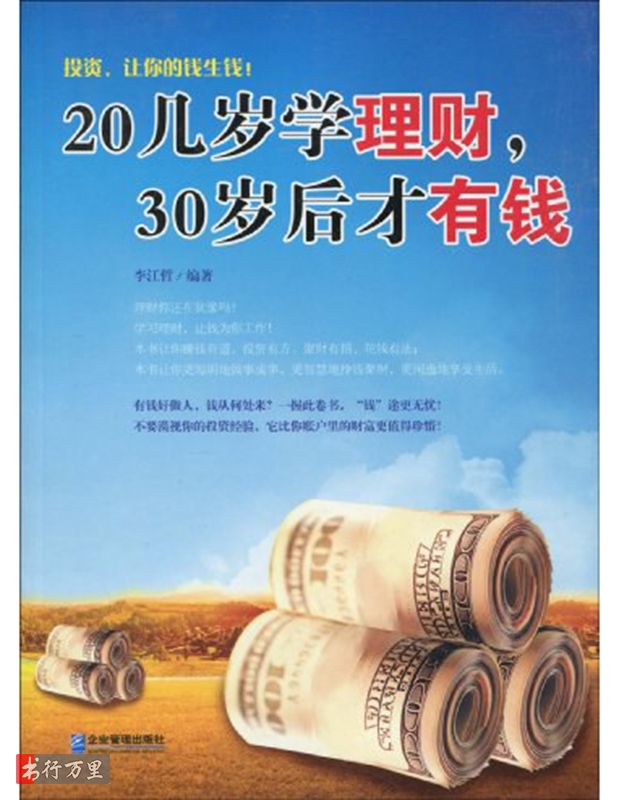 投资，让你的钱生钱！
20几岁学理财，
30岁后才有钱
李江哲／编著
理财你还在犹豫吗？
学习理财，让钱为你工作！
本书让你赚钱有道，投资有方，聚财有招，花钱有法；
本书让你更聪明地做事成事，更智慧地挣钱聚财，更闲逸地享受生活。
有钱好做人，钱从何处来？一握此卷书，“钱”途更无忧！
不要漠视你的投资经验，它比你账户里的财富更值得珍惜！
100
100
企业管理出版社
书行万里